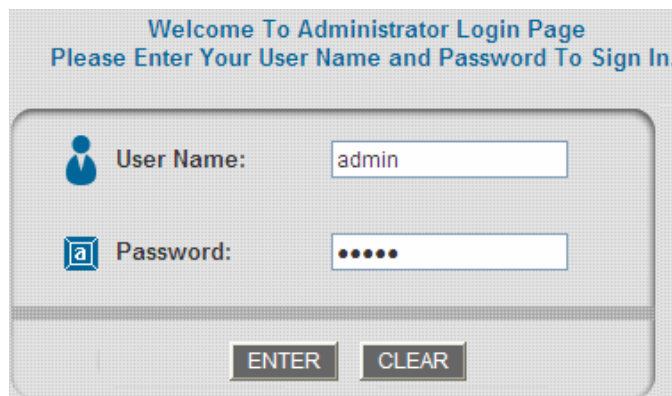 Welcome To Administrator Login Page
Please Enter Your User Name and Password To Sign In.
User Name: admin
a Password: •••••
ENTER CLEAR